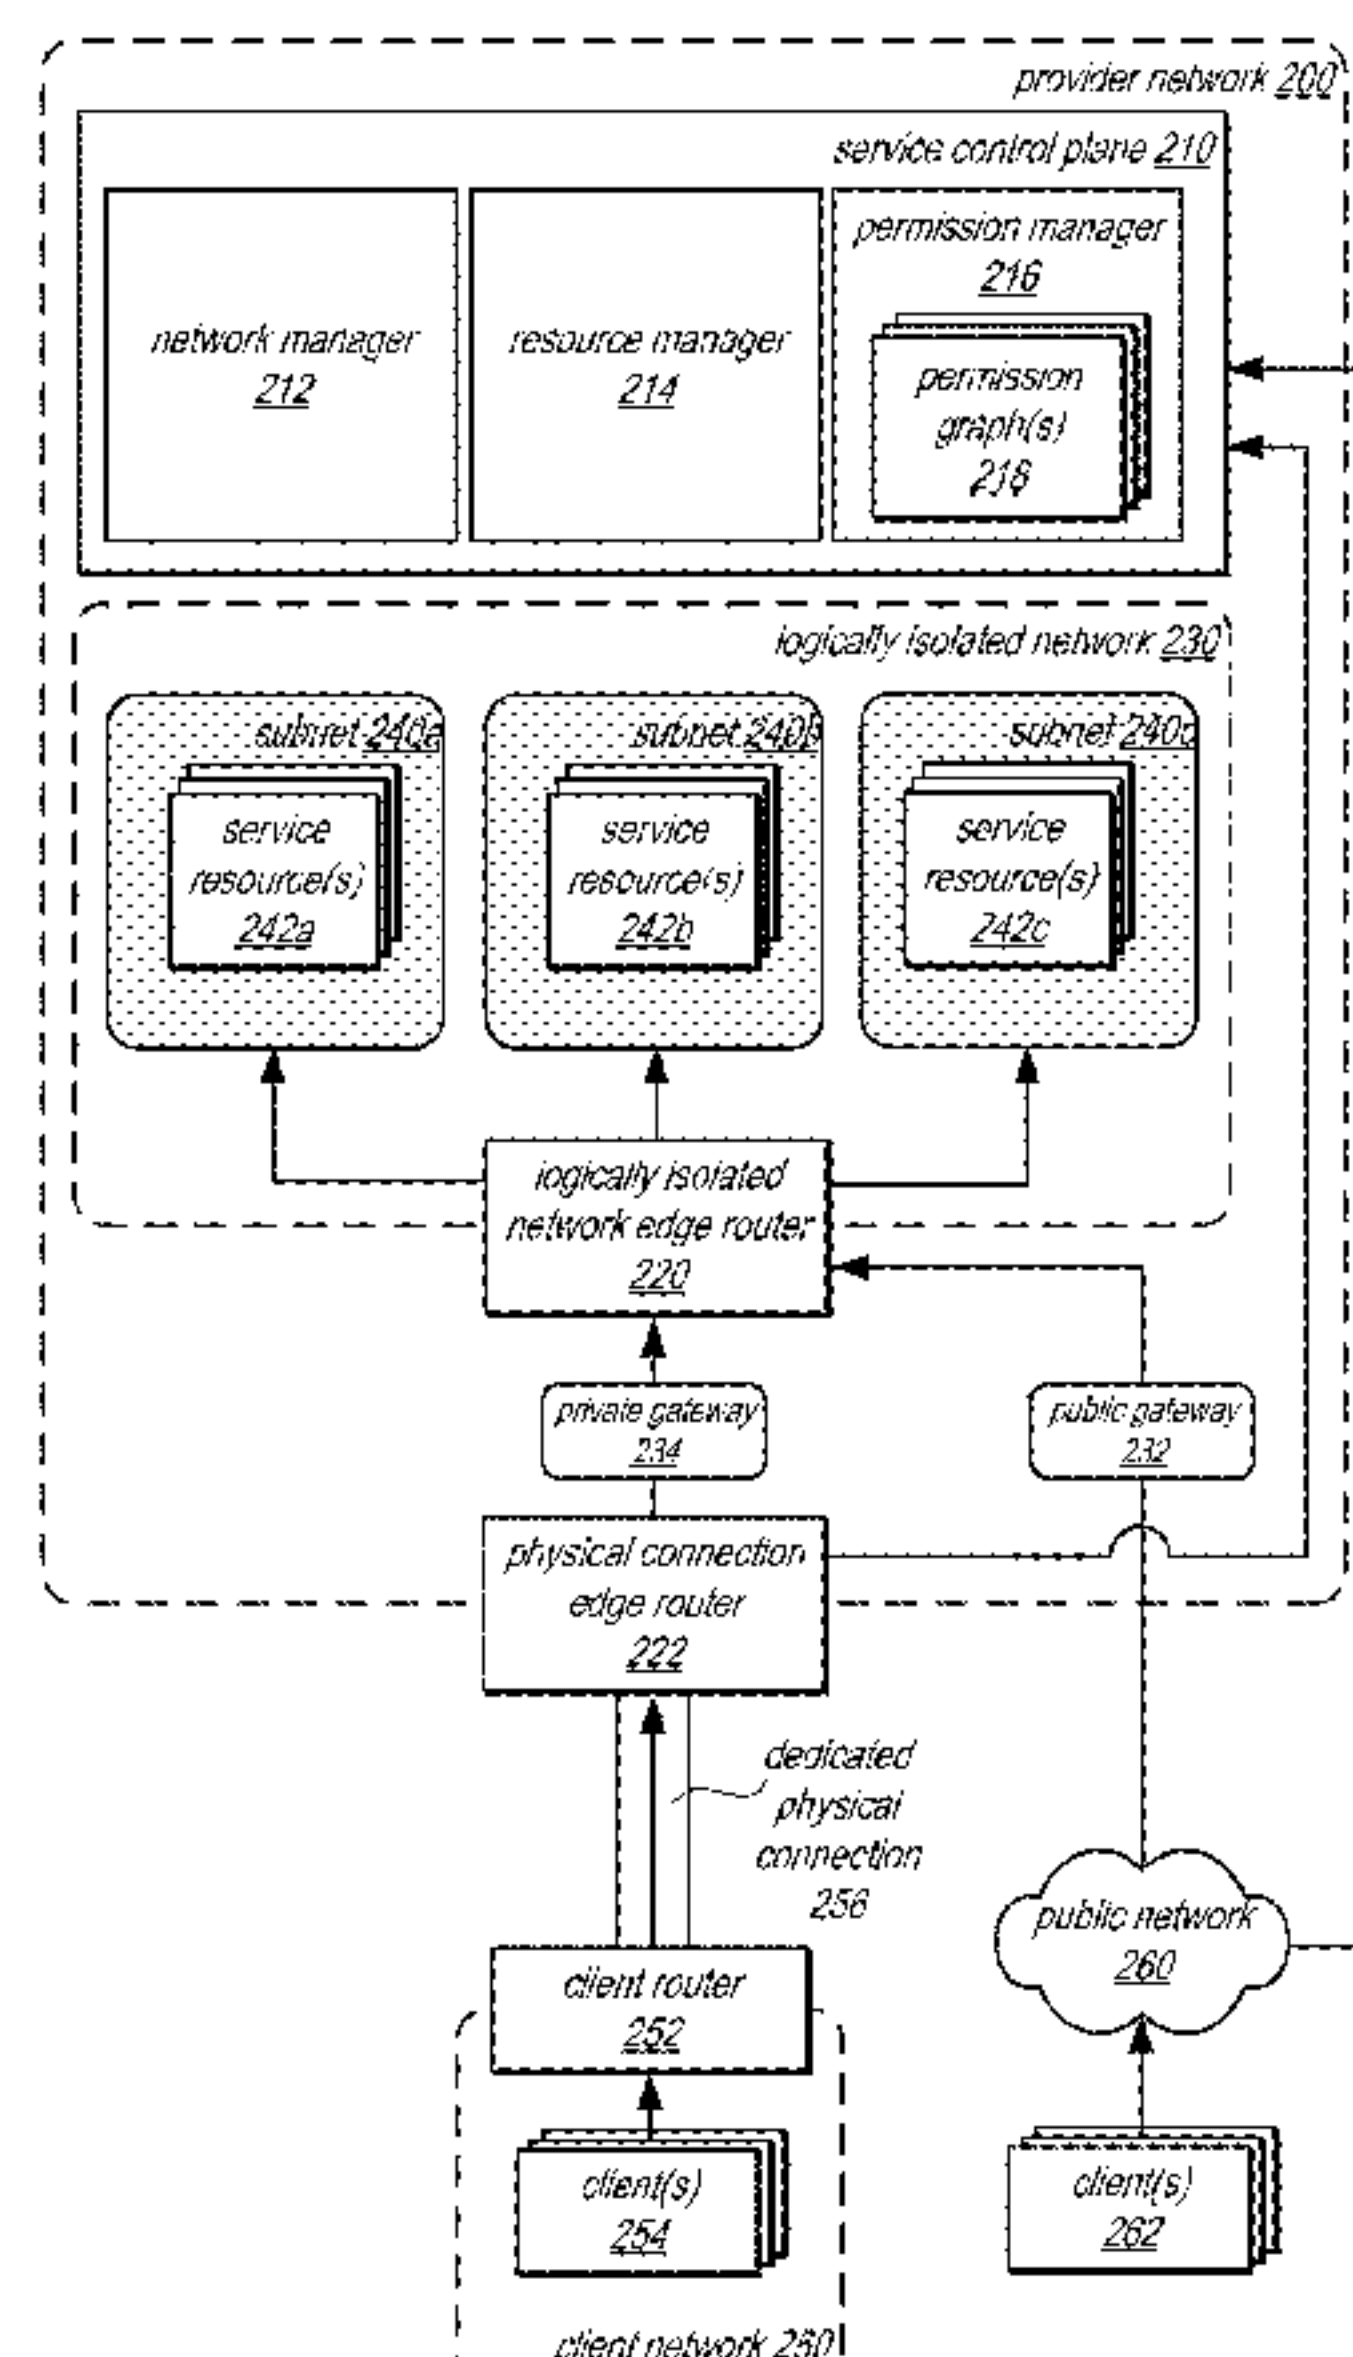 provider network 200
service control plane 210
network manager
212
resource manager
214
permission manager
216
permission
graph(s)
218
logically isolated network 230
subnet 240a
service
resource(s)
242a
subnet 240b
service
resource(s)
242b
subnet 240c
service
resource(s)
242c
logically isolated
network edge router
220
private gateway
234
public gateway
232
physical connection
edge router
222
dedicated
physical
connection
256
public network
260
client router
252
client(s)
254
client(s)
262
client network